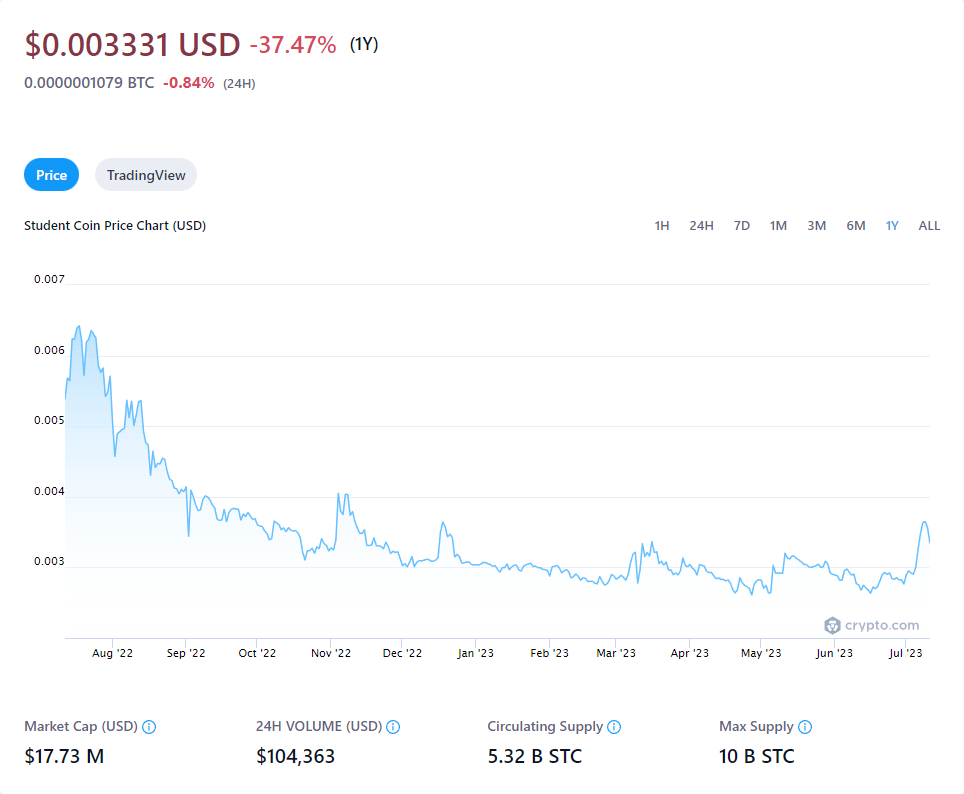 $0.003331 USD -37.47% (1Y)
0.0000001079 BTC -0.84% (24H)
Price TradingView
Student Coin Price Chart (USD) 1H 24H 7D 1M 3M 6M 1Y ALL
0.007
0.006
0.005
0.004
0.003
crypto.com
Aug '22 Sep '22 Oct '22 Nov '22 Dec '22 Jan '23 Feb '23 Mar '23 Apr '23 May '23 Jun '23 Jul '23
Market Cap (USD) 24H VOLUME (USD) Circulating Supply Max Supply
$17.73 M $104,363 5.32 B STC 10 B STC